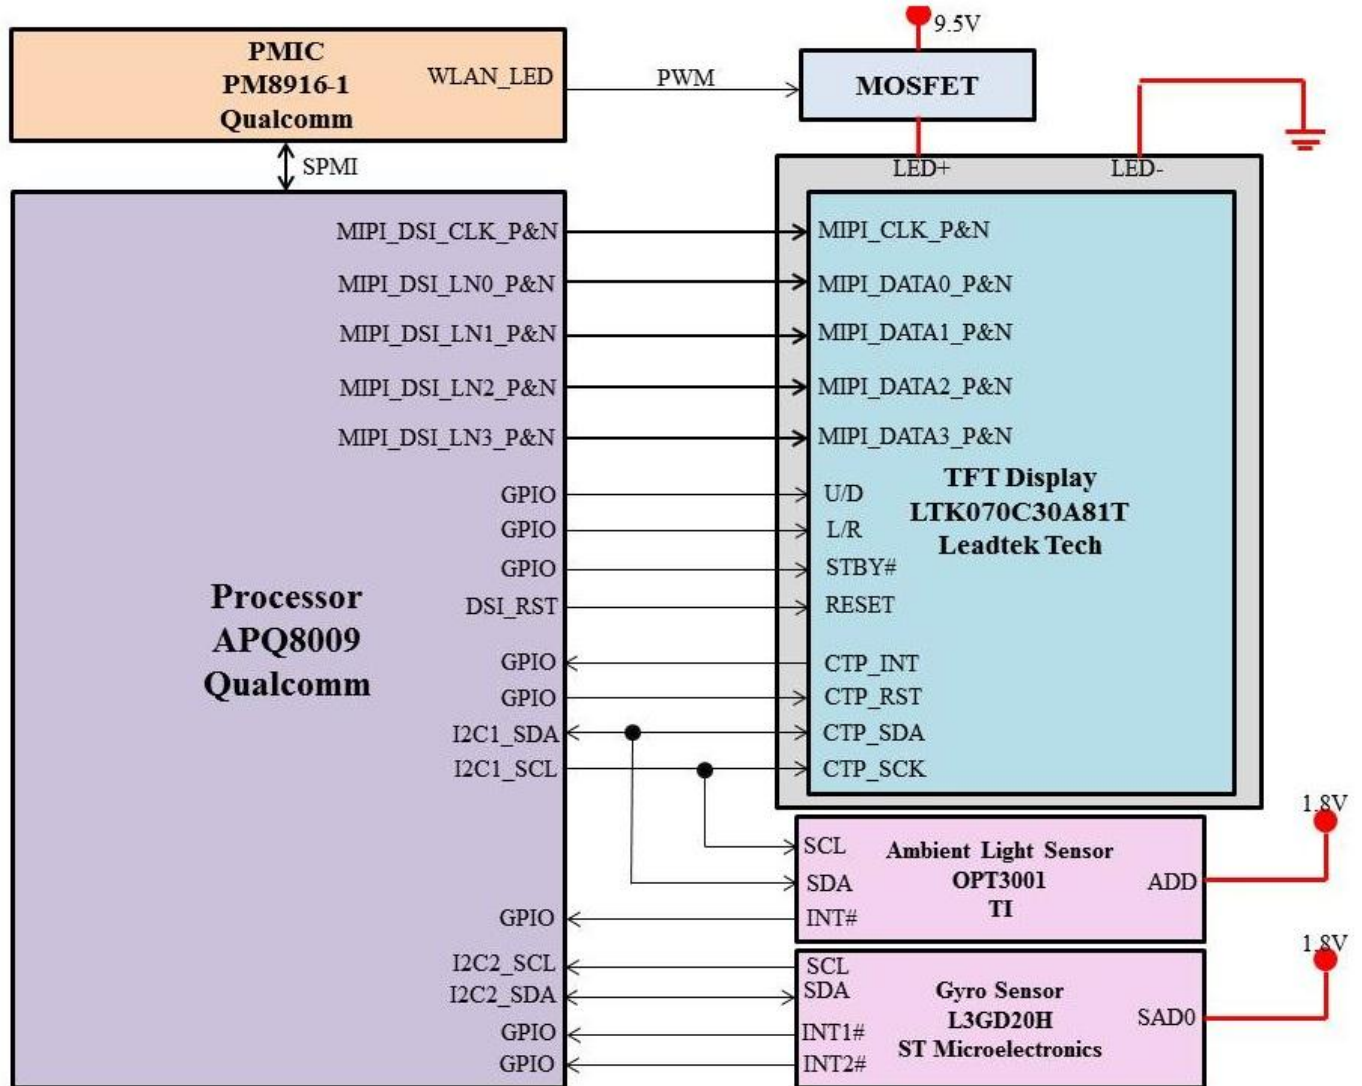 9.5V
PMIC
PM8916-1
Qualcomm
WLAN_LED
PWM
MOSFET
SPMI
LED+
LED-
MIPI_DSI_CLK_P&N
MIPI_CLK_P&N
MIPI_DSI_LN0_P&N
MIPI_DATA0_P&N
MIPI_DSI_LN1_P&N
MIPI_DATA1_P&N
MIPI_DSI_LN2_P&N
MIPI_DATA2_P&N
MIPI_DSI_LN3_P&N
MIPI_DATA3_P&N
TFT Display
LTK070C30A81T
Leadtek Tech
GPIO
U/D
GPIO
L/R
GPIO
STBY#
DSI_RST
RESET
Processor
APQ8009
Qualcomm
GPIO
CTP_INT
GPIO
CTP_RST
I2C1_SDA
CTP_SDA
I2C1_SCL
CTP_SCK
1.8V
SCL
SDA
INT#
Ambient Light Sensor
OPT3001
TI
ADD
GPIO
1.8V
I2C2_SCL
SCL
I2C2_SDA
SDA
GPIO
INT1#
GPIO
INT2#
Gyro Sensor
L3GD20H
ST Microelectronics
SAD0